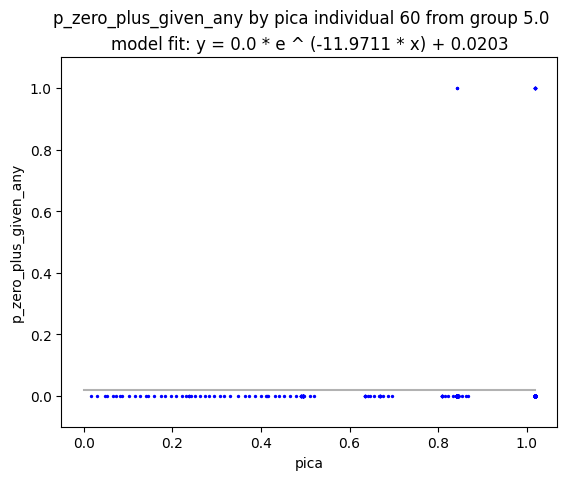 p_zero_plus_given_any by pica individual 60 from group 5.0
model fit: y = 0.0 * e ^ (-11.9711 * x) + 0.0203
p_zero_plus_given_any
1.0
0.8
0.6
0.4
0.2
0.0
0.0 0.2 0.4 0.6 0.8 1.0
pica